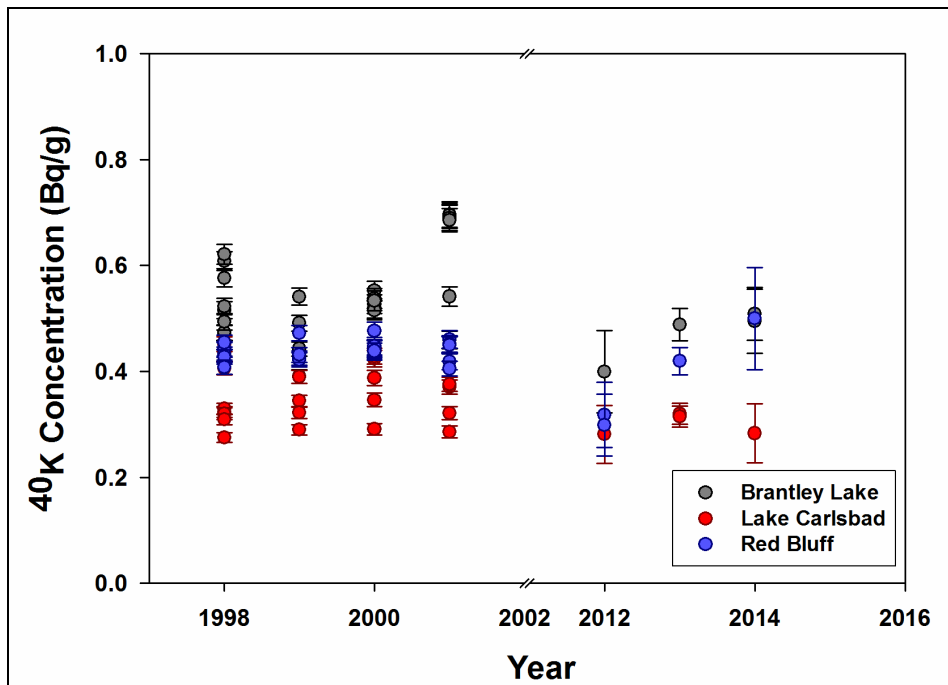 1.0
0.8
0.6
0.4
0.2
0.0
40K Concentration (Bq/g)
Brantley Lake
Lake Carlsbad
Red Bluff
1998 2000 2002 2012 2014 2016
Year